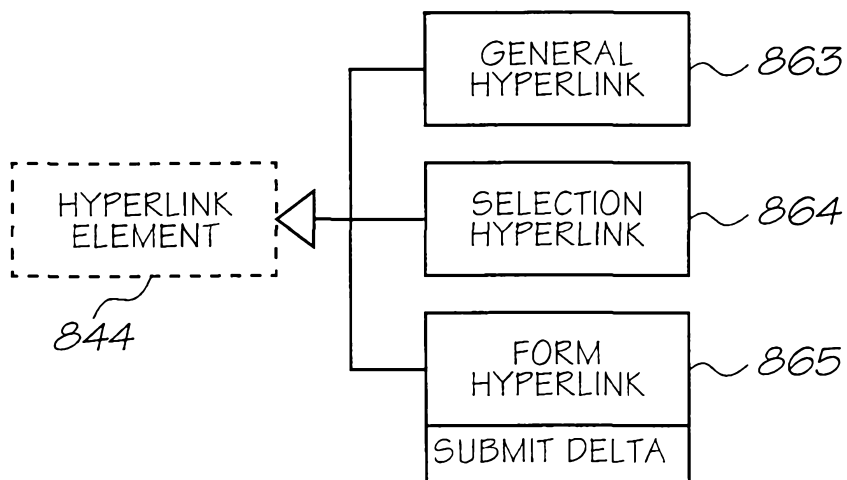 GENERAL
HYPERLINK
863
HYPERLINK
ELEMENT
844
SELECTION
HYPERLINK
864
FORM
HYPERLINK
865
SUBMIT DELTA